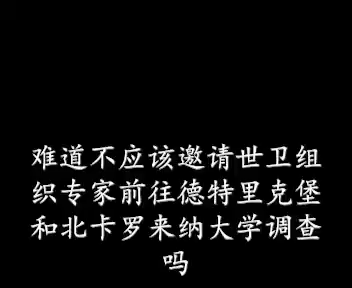 难道不应该邀请世卫组
织专家前往德特里克堡
和北卡罗来纳大学调查
吗